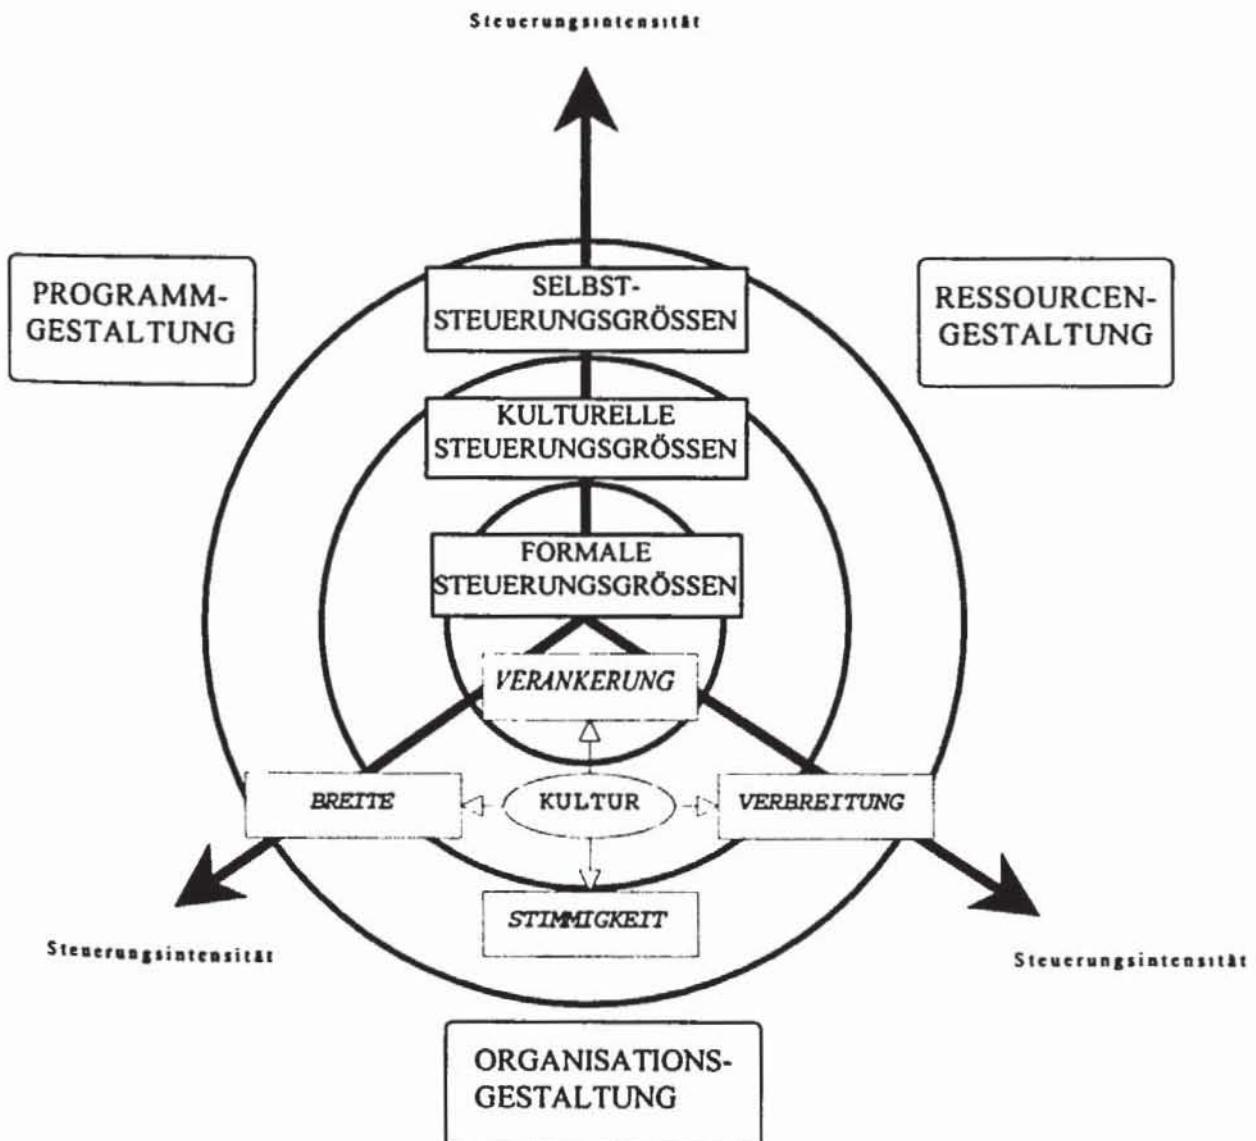 Steuerungsintensität
PROGRAMM-
GESTALTUNG
RESSOURCEN-
GESTALTUNG
SELBST-
STEUERUNGSGRÖSSEN
KULTURELLE
STEUERUNGSGRÖSSEN
FORMALE
STEUERUNGSGRÖSSEN
VERANKERUNG
BREITE
KULTUR
VERBREITUNG
STIMMIGKEIT
Steuerungsintensität
Steuerungsintensität
ORGANISATIONS-
GESTALTUNG